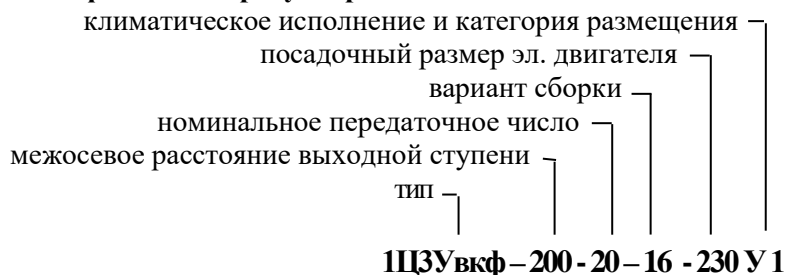 климатическое исполнение и категория размещения
посадочный размер эл. двигателя
вариант сборки
номинальное передаточное число
межосевое расстояние выходной ступени
тип
1Ц3Увкф – 200 - 20 – 16 - 230 У 1